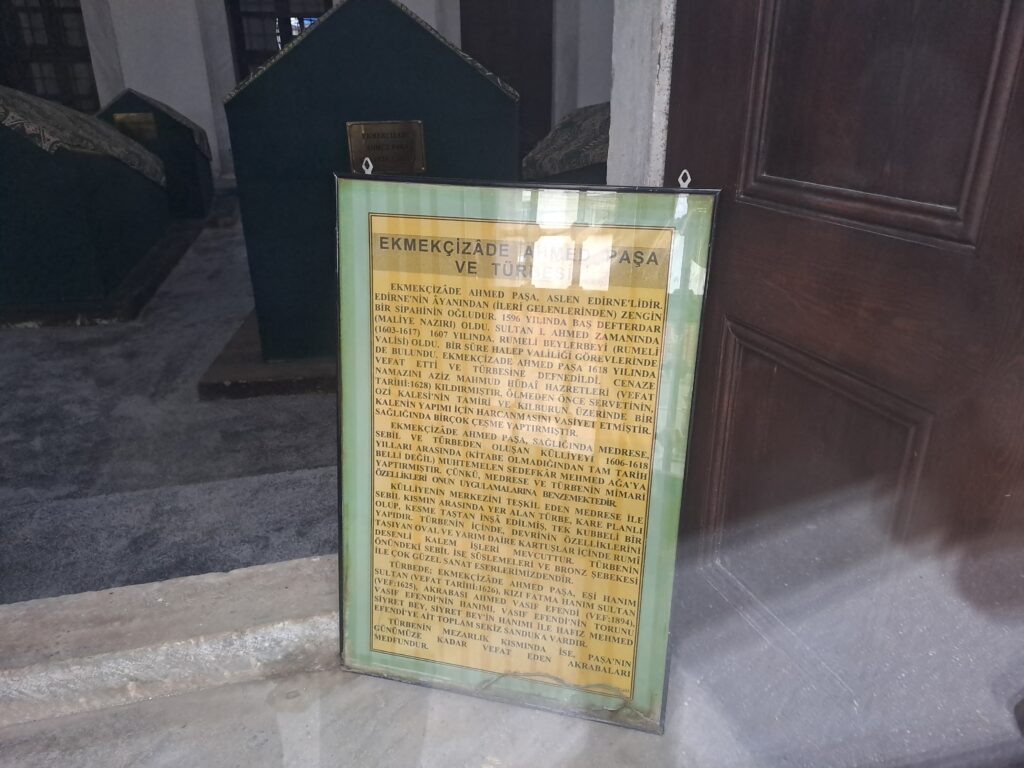 EKMEKÇİZÂDE
AHMED PAŞA
EKMEKÇİZÂDE AHMED PAŞA
VE TÜRBESİ
EKMEKÇİZÂDE AHMED PAŞA, ASLEN EDİRNE'LİDİR.
EDİRNE'NİN ÂYANINDAN (İLERİ GELENLERİNDEN) ZENGİN
BİR SİPAHİNİN OĞLUDUR. 1596 YILINDA BAŞ DEFTERDAR
(MALİYE NAZIRI) OLDU. SULTAN I. AHMED ZAMANINDA
(1603-1617) 1607 YILINDA, RUMELİ BEYLERBEYİ (RUMELİ
VALİSİ) OLDU. BİR SÜRE HALEP VALİLİĞİ GÖREVLERİNDE
DE BULUNDU. EKMEKÇİZADE AHMED PAŞA 1618 YILINDA
VEFAT ETTİ VE TÜRBESİNE DEFNEDİLDİ. CENAZE
NAMAZINI AZİZ MAHMUD HÜDAİ HAZRETLERİ (VEFAT
TARİHİ:1628) KILDIRMIŞTIR. ÖLMEDEN ÖNCE SERVETİNİN,
OZİ KALESİ'NİN TAMİRİ VE KILBURUN ÜZERİNDE BİR
KALENİN YAPIMI İÇİN HARCANMASINI VASİYET ETMİŞTİR.
SAĞLIĞINDA BİRÇOK ÇEŞME YAPTIRMIŞTIR.
EKMEKÇİZÂDE AHMED PAŞA, SAĞLIĞINDA MEDRESE,
SEBİL VE TÜRBEDEN OLUŞAN KÜLLİYEYİ 1606-1618
YILLARI ARASINDA (KİTABE OLMADIĞINDAN TAM TARİH
BELLİ DEĞİL) MUHTEMELEN SEDEFKÂR MEHMED AĞA'YA
YAPTIRMIŞTIR. ÇÜNKÜ, MEDRESE VE TÜRBENİN MİMARİ
ÖZELLİKLERİ ONUN UYGULAMALARINA BENZEMEKTEDİR.
KÜLLİYENİN MERKEZİNİ TEŞKİL EDEN MEDRESE İLE
SEBİL KISMIN ARASINDA YER ALAN TÜRBE, KARE PLANLI
OLUP, KESME TAŞTAN İNŞÂ EDİLMİŞ, TEK KUBBELİ BİR
YAPIDIR. TÜRBENİN İÇİNDE, DEVRİNİN ÖZELLİKLERİNİ
TAŞIYAN OVAL VE YARIM DAİRE KARTUŞLAR İÇİNDE RUMİ
DESENLİ KALEM İŞLERİ MEVCUTTUR. TÜRBENİN
ÖNÜNDEKİ SEBİL İSE SÜSLEMELERİ VE BRONZ ŞEBEKESİ
İLE ÇOK GÜZEL SANAT ESERLERİMİZDENDİR.
TÜRBEDE; EKMEKÇİZÂDE AHMED PAŞA, EŞİ HANIM
SULTAN (VEFAT TARİHİ:1626), KIZI FATMA HANIM SULTAN
(VEF:1625), AKRABASI AHMED VASIF EFENDİ (VEF:1894),
VASIF EFENDİ'NİN HANIMI, VASIF EFENDİ'NİN TORUNU
SİYRET BEY, SİYRET BEY'İN HANIMI İLE HAFIZ MEHMED
EFENDİ'YE AİT TOPLAM SEKİZ SANDUKA VARDIR.
TÜRBENİN MEZARLIK KISMINDA İSE, PAŞA'NIN
GÜNÜMÜZE KADAR VEFAT EDEN AKRABALARI
MEDFUNDUR.